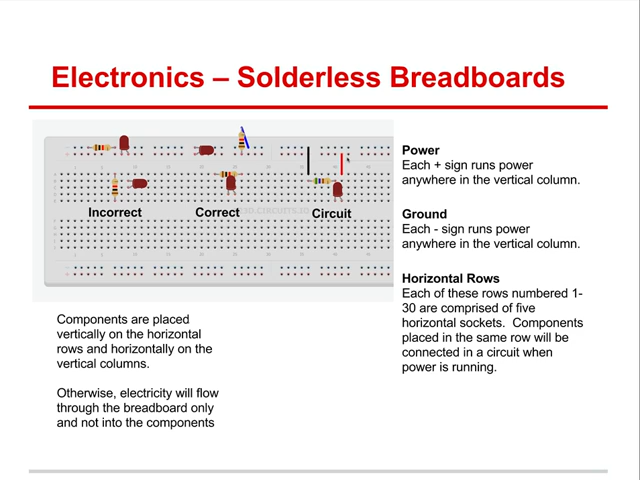 Electronics – Solderless Breadboards
Incorrect
Correct
Circuit
Power
Each + sign runs power
anywhere in the vertical column.
Ground
Each - sign runs power
anywhere in the vertical column.
Horizontal Rows
Each of these rows numbered 1-
30 are comprised of five
horizontal sockets.  Components
placed in the same row will be
connected in a circuit when
power is running.
Components are placed
vertically on the horizontal
rows and horizontally on the
vertical columns.
Otherwise, electricity will flow
through the breadboard only
and not into the components